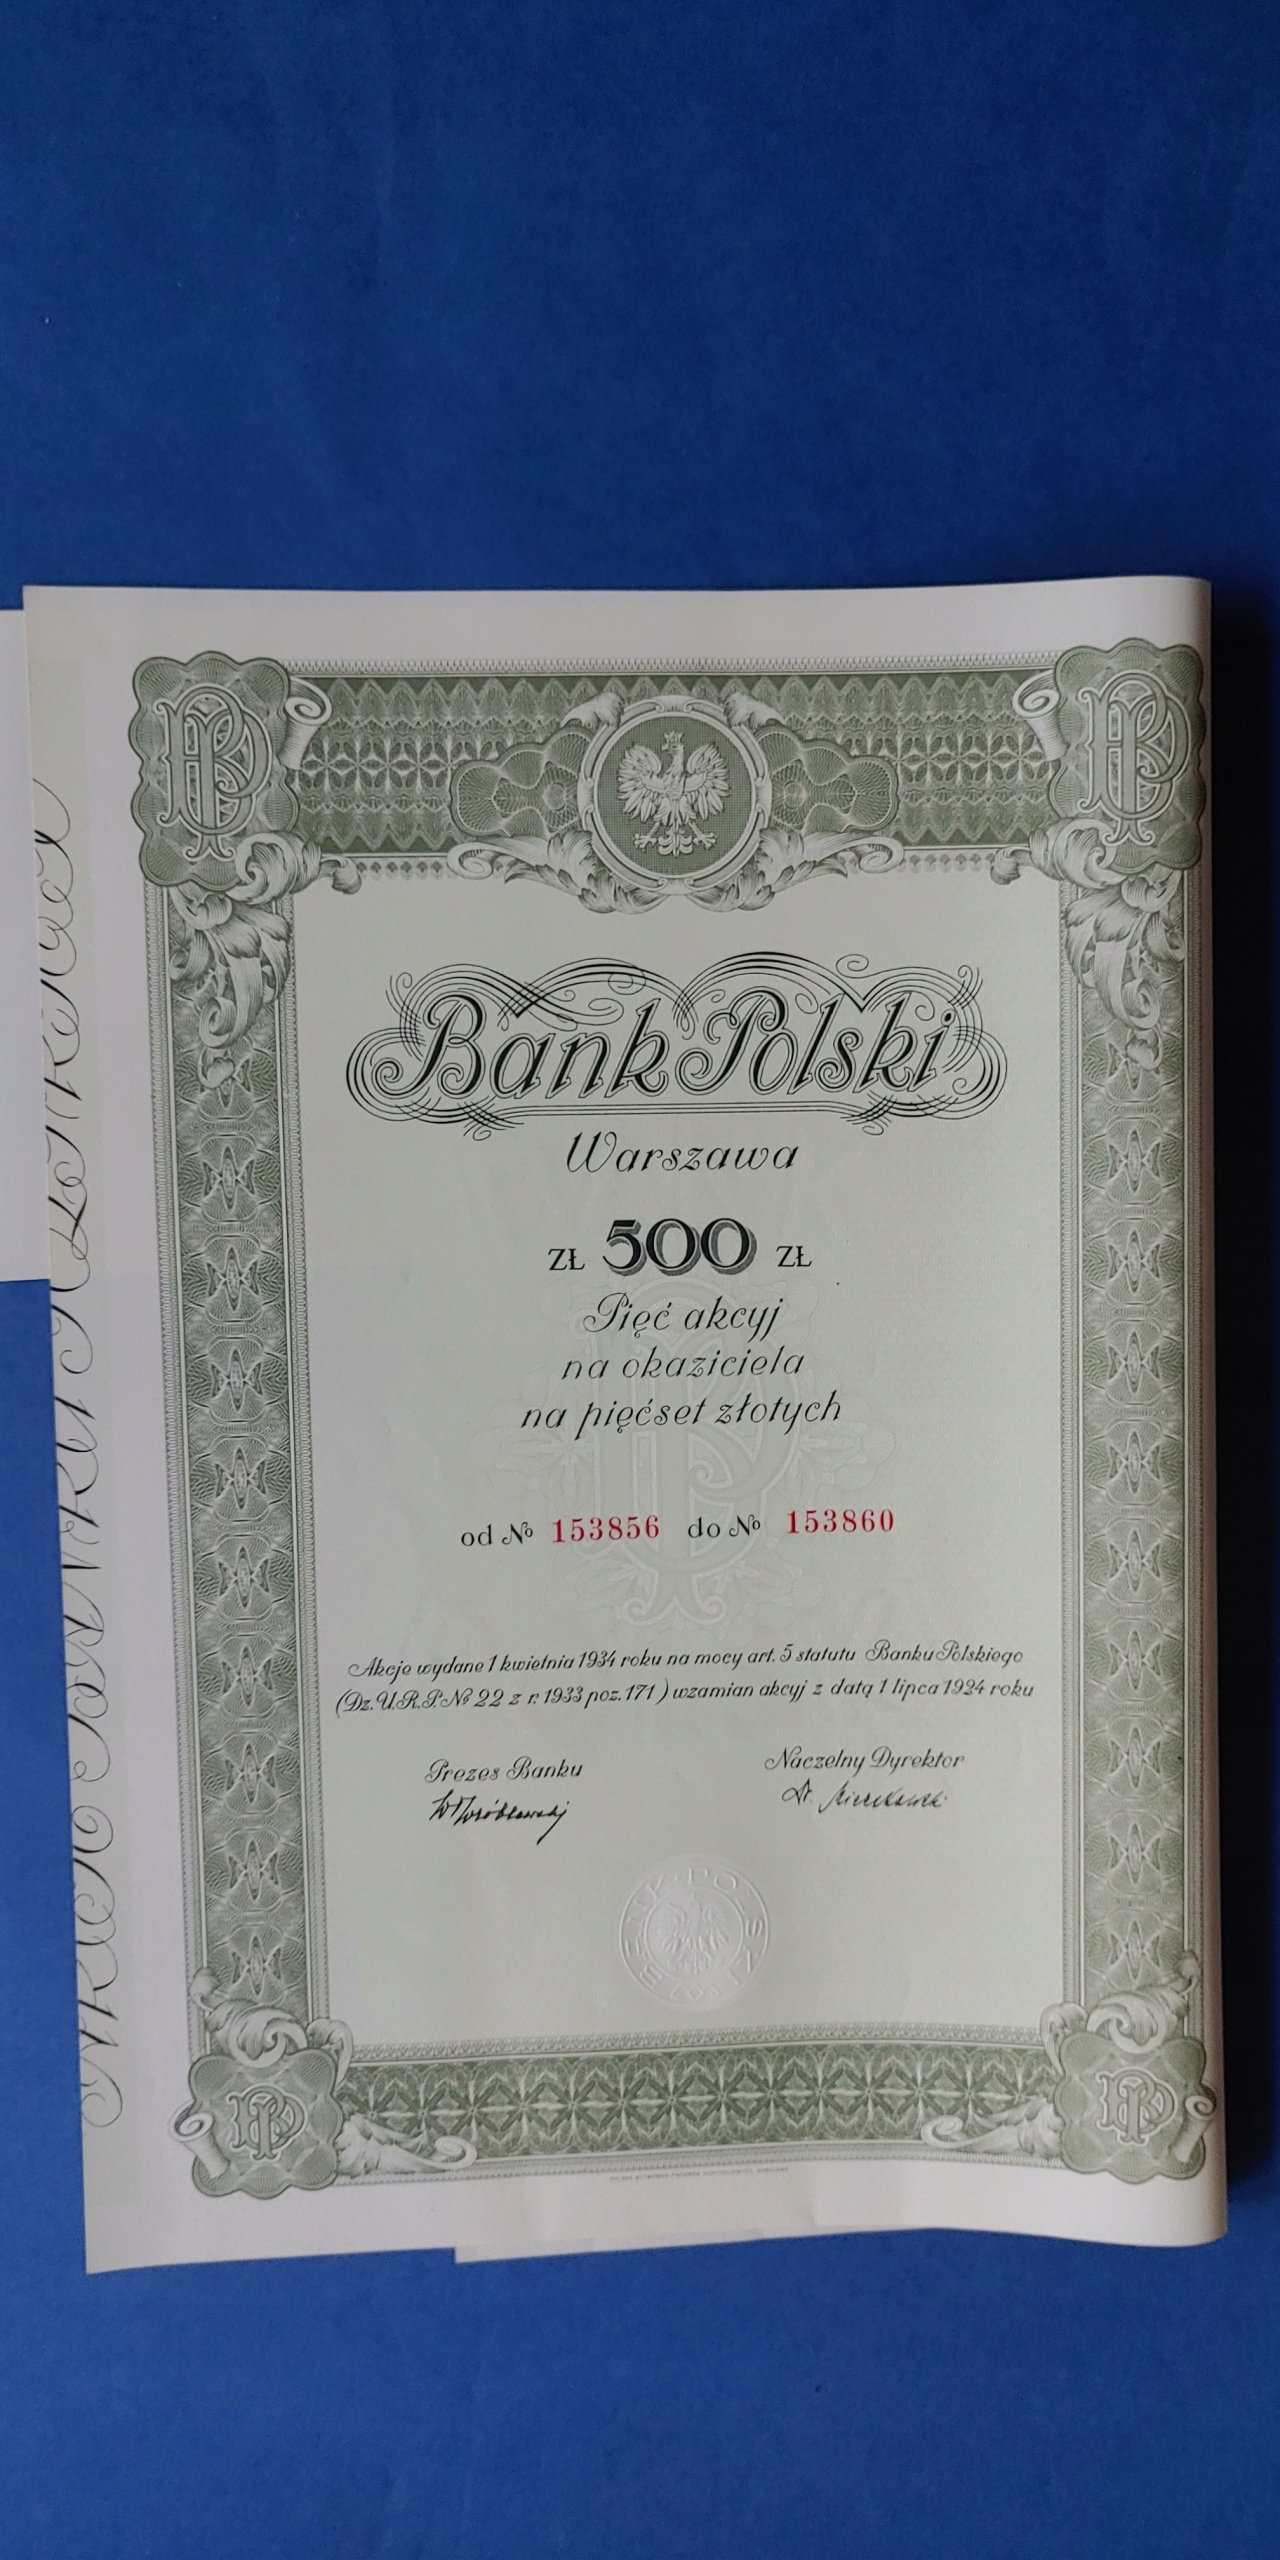 Bank Polski
Warszawa
ZŁ 500 ZŁ
Pięć akcyj
na okaziciela
na pięćset złotych
od № 153856 do № 153860
Akcje wydane 1 kwietnia 1934 roku na mocy art. 5 statutu Banku Polskiego
(Dz. U. R. P. № 22 z r. 1933 poz. 171) wzamian akcyj z datą 1 lipca 1924 roku
Prezes Banku
Naczelny Dyrektor